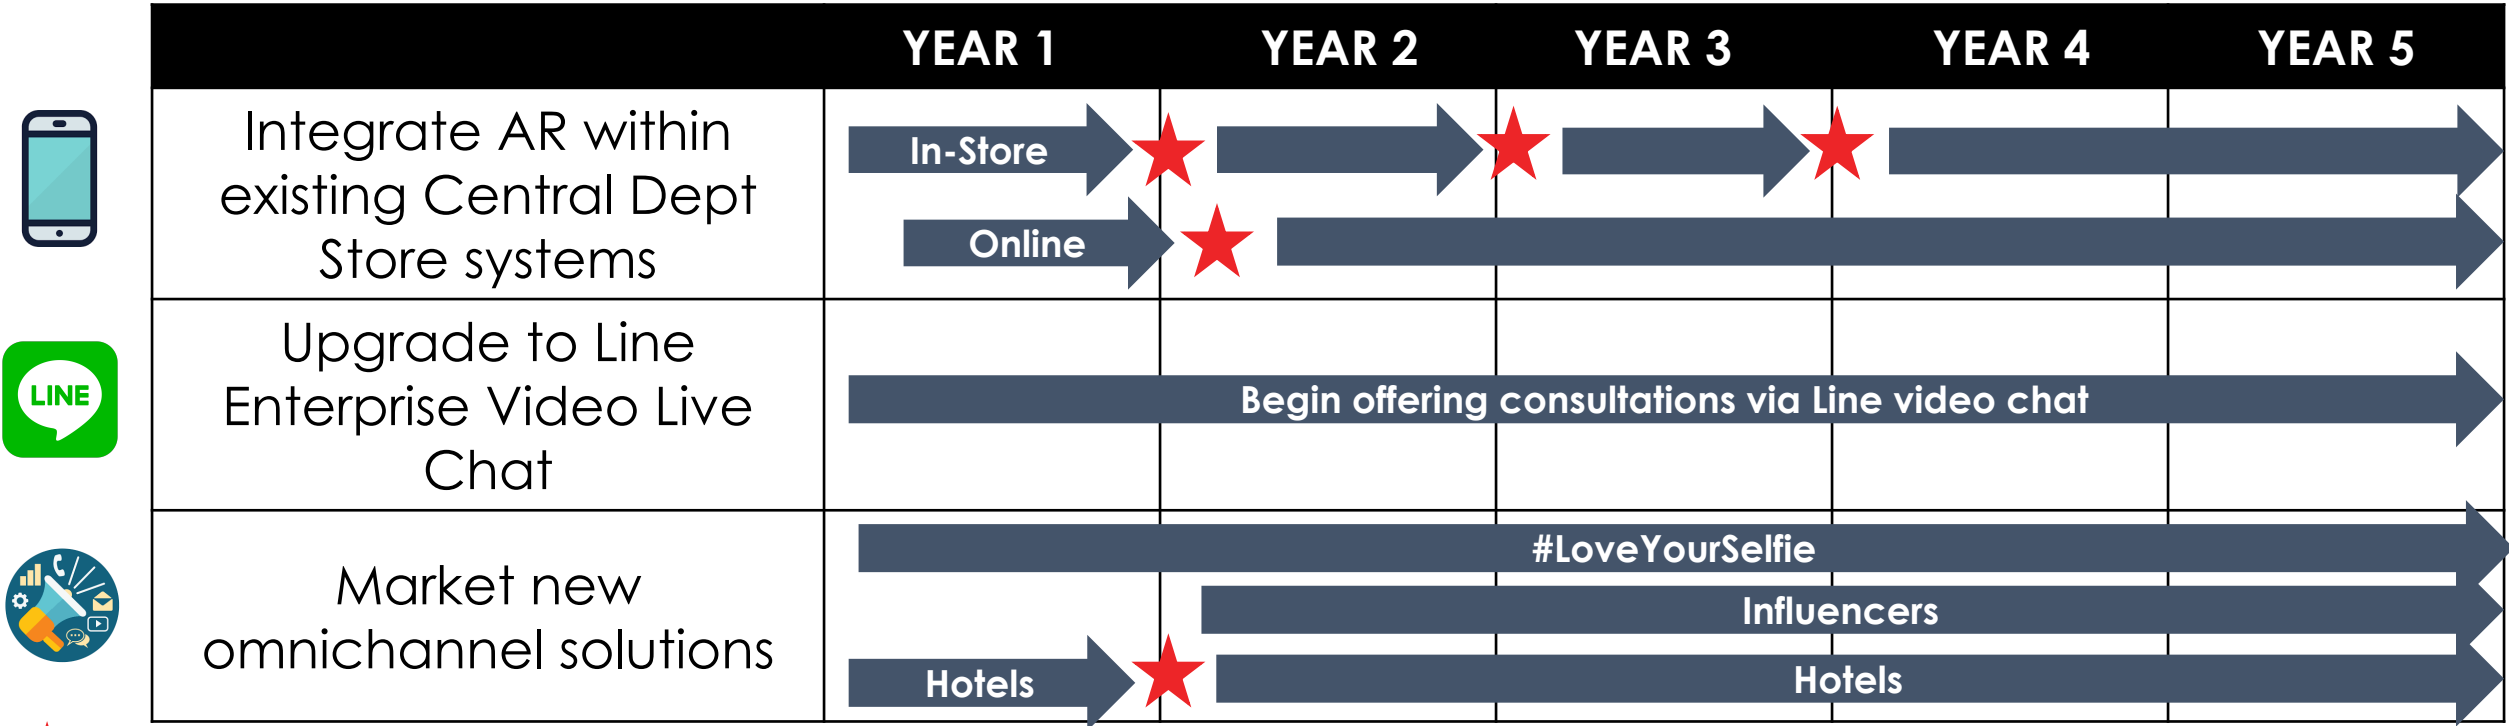 YEAR 1 YEAR 2 YEAR 3 YEAR 4 YEAR 5
Integrate AR within
existing Central Dept
Store systems
In-Store
Online
LINE
Upgrade to Line
Enterprise Video Live
Chat
Begin offering consultations via Line video chat
Market new
omnichannel solutions
#LoveYourSelfie
Influencers
Hotels
Hotels